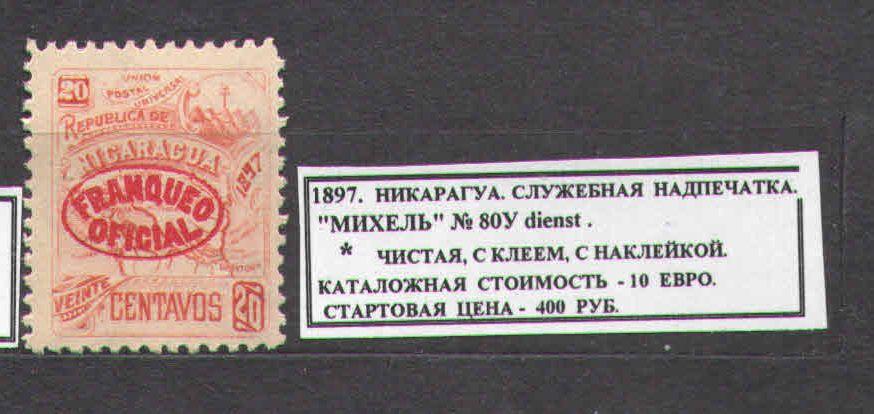 20
UNION
POSTAL
UNIVERSAL
REPUBLICA DE
NICARAGUA
1897
FRANQUEO
OFICIAL
VEINTE
CENTAVOS
20
1897. НИКАРАГУА. СЛУЖЕБНАЯ НАДПЕЧАТКА.
"МИХЕЛЬ" № 80У dienst .
* ЧИСТАЯ, С КЛЕЕМ, С НАКЛЕЙКОЙ.
КАТАЛОЖНАЯ СТОИМОСТЬ - 10 ЕВРО.
СТАРТОВАЯ ЦЕНА - 400 РУБ.